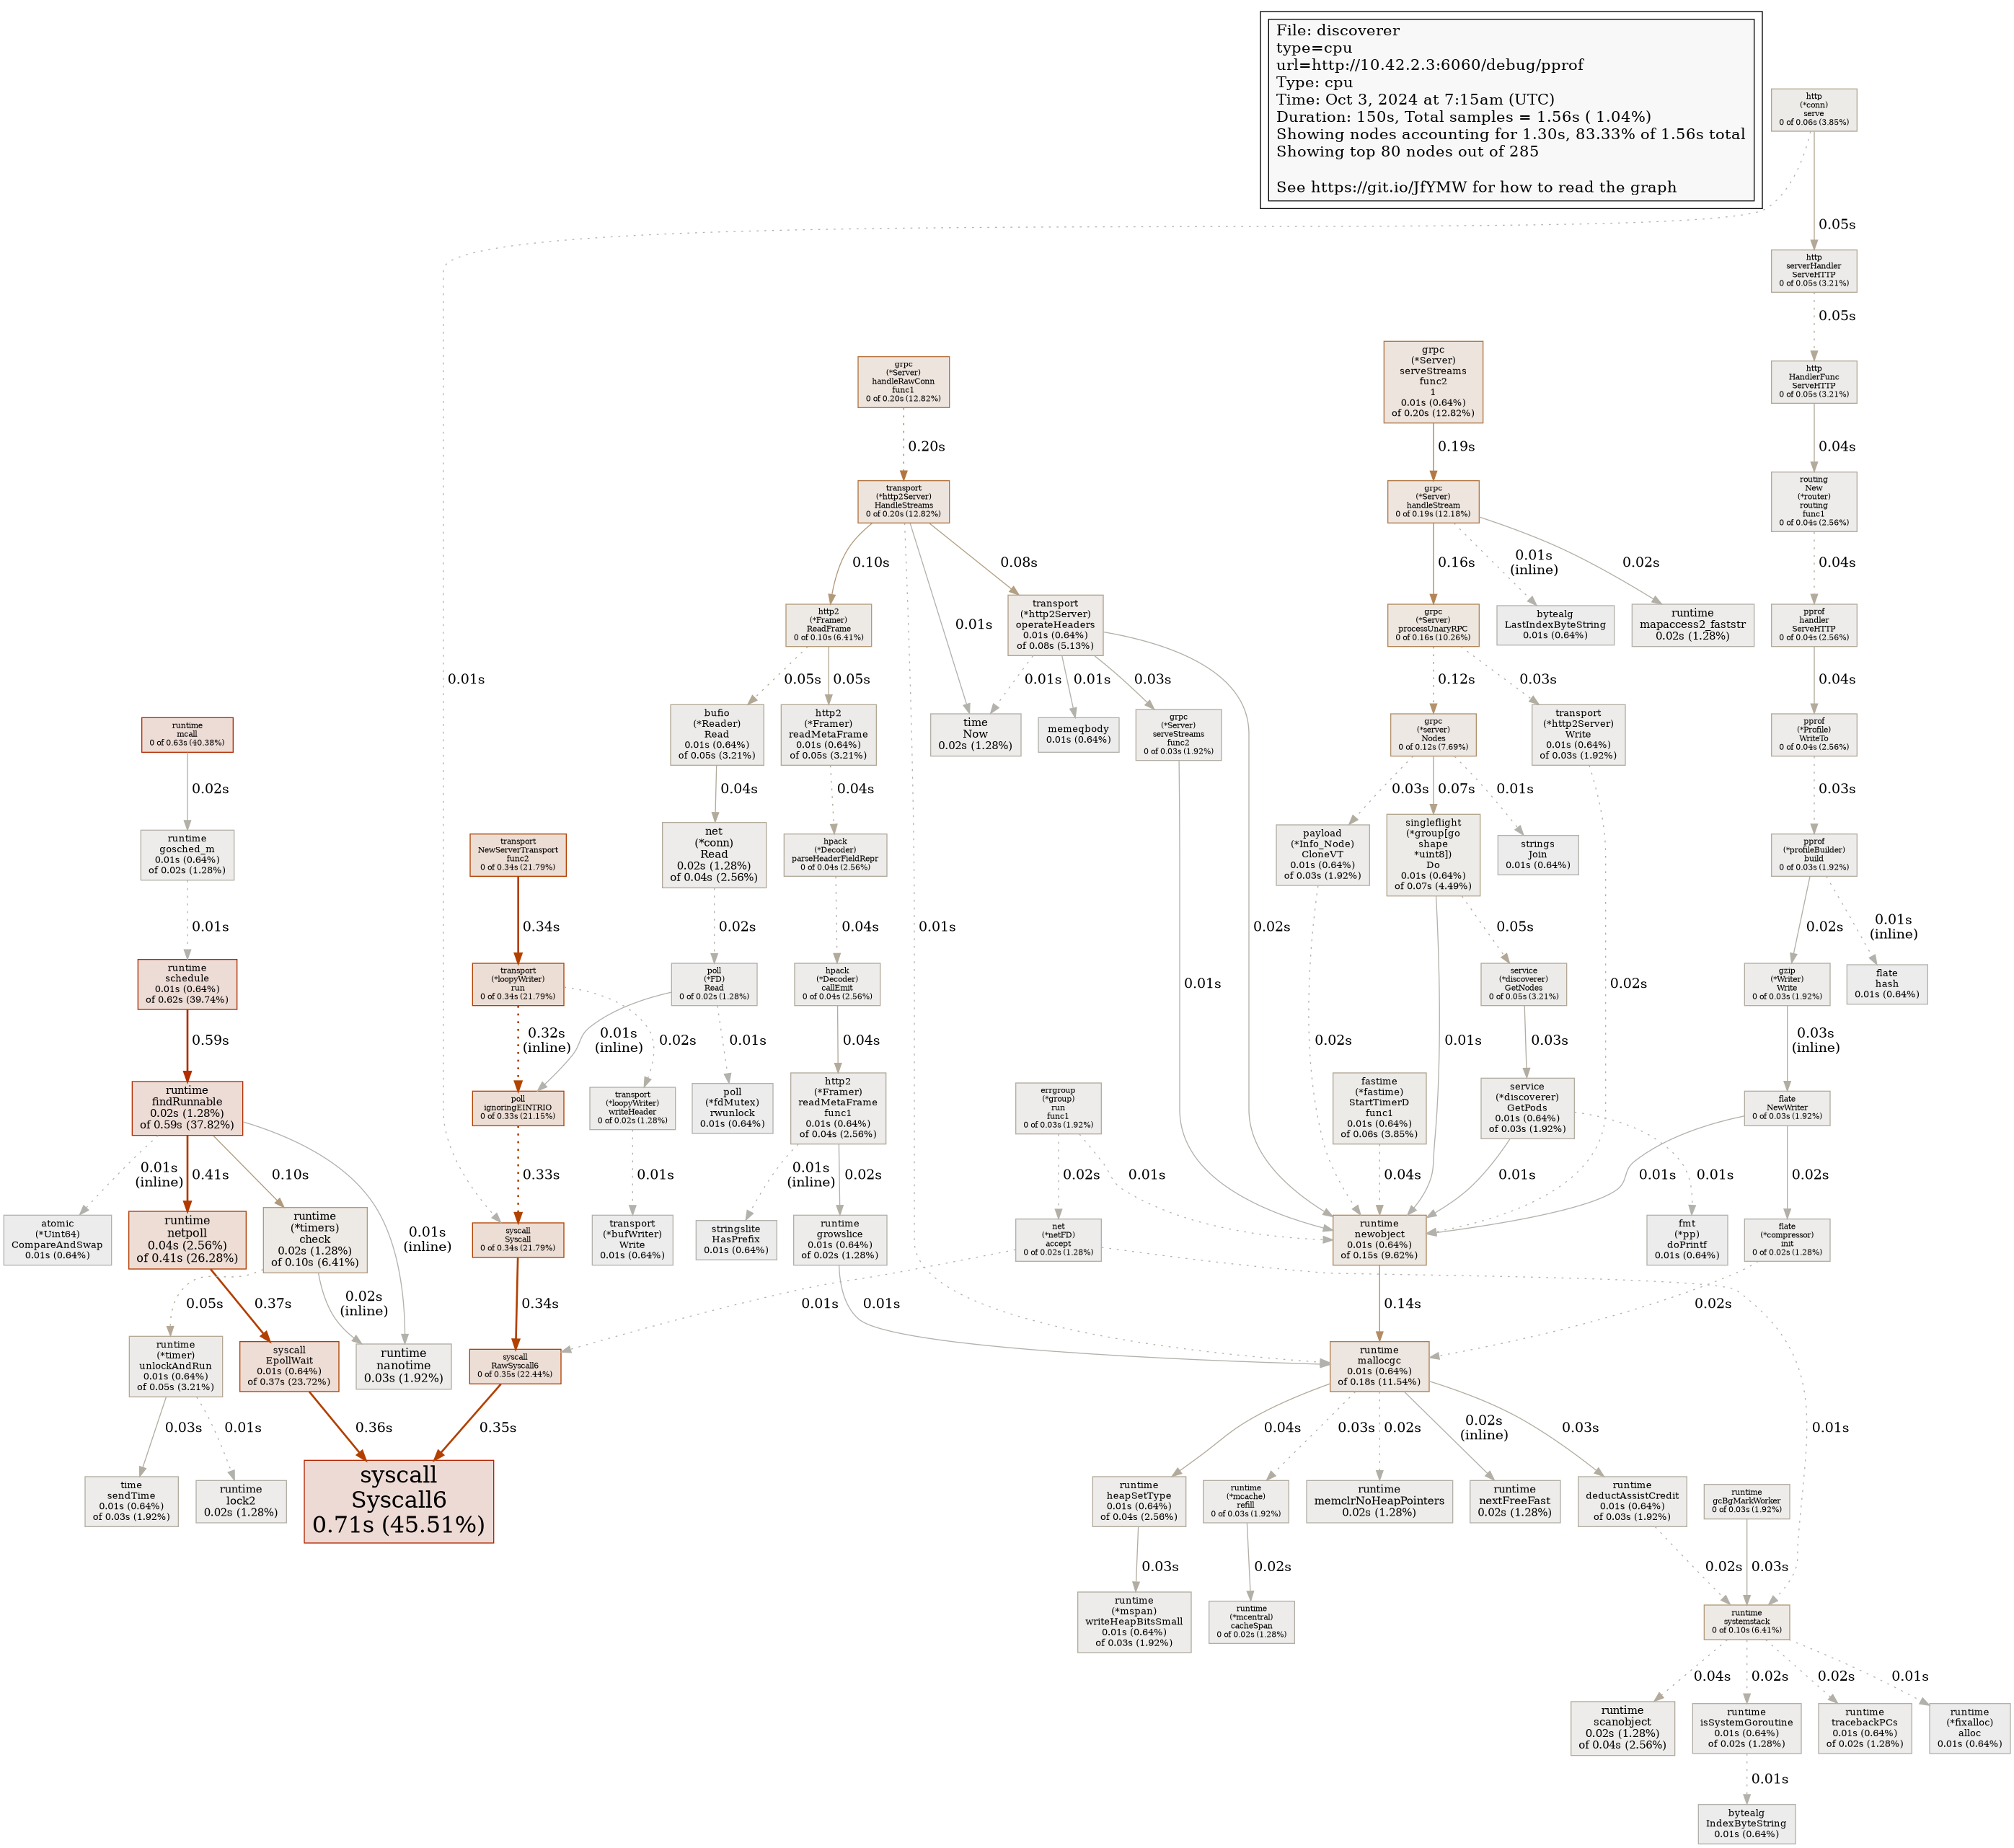 File: discoverer
type=cpu
url=http://10.42.2.3:6060/debug/pprof
Type: cpu
Time: Oct 3, 2024 at 7:15am (UTC)
Duration: 150s, Total samples = 1.56s ( 1.04%)
Showing nodes accounting for 1.30s, 83.33% of 1.56s total
Showing top 80 nodes out of 285
See https://git.io/JfYMW for how to read the graph
http
(*conn)
serve
0 of 0.06s (3.85%)
0.05s
http
serverHandler
ServeHTTP
0 of 0.05s (3.21%)
0.05s
http
HandlerFunc
ServeHTTP
0 of 0.05s (3.21%)
0.04s
routing
New
(*router)
routing
func1
0 of 0.04s (2.56%)
0.04s
pprof
handler
ServeHTTP
0 of 0.04s (2.56%)
0.04s
pprof
(*Profile)
WriteTo
0 of 0.04s (2.56%)
0.03s
pprof
(*profileBuilder)
build
0 of 0.03s (1.92%)
0.02s
0.01s
(inline)
gzip
(*Writer)
Write
0 of 0.03s (1.92%)
flate
hash
0.01s (0.64%)
0.03s
(inline)
flate
NewWriter
0 of 0.03s (1.92%)
0.01s
0.02s
flate
(*compressor)
init
0 of 0.02s (1.28%)
0.02s
grpc
(*Server)
serveStreams
func2
1
0.01s (0.64%)
of 0.20s (12.82%)
0.19s
grpc
(*Server)
handleStream
0 of 0.19s (12.18%)
0.16s
0.01s
(inline)
0.02s
grpc
(*Server)
processUnaryRPC
0 of 0.16s (10.26%)
bytealg
LastIndexByteString
0.01s (0.64%)
runtime
mapaccess2_faststr
0.02s (1.28%)
0.12s
0.03s
grpc
(*server)
Nodes
0 of 0.12s (7.69%)
transport
(*http2Server)
Write
0.01s (0.64%)
of 0.03s (1.92%)
0.03s
0.07s
0.01s
0.02s
payload
(*Info_Node)
CloneVT
0.01s (0.64%)
of 0.03s (1.92%)
singleflight
(*group[go
shape
*uint8])
Do
0.01s (0.64%)
of 0.07s (4.49%)
strings
Join
0.01s (0.64%)
0.02s
0.01s
0.05s
service
(*discoverer)
GetNodes
0 of 0.05s (3.21%)
0.03s
service
(*discoverer)
GetPods
0.01s (0.64%)
of 0.03s (1.92%)
0.01s
0.01s
fmt
(*pp)
doPrintf
0.01s (0.64%)
fastime
(*fastime)
StartTimerD
func1
0.01s (0.64%)
of 0.06s (3.85%)
0.04s
grpc
(*Server)
handleRawConn
func1
0 of 0.20s (12.82%)
0.20s
transport
(*http2Server)
HandleStreams
0 of 0.20s (12.82%)
0.10s
0.01s
0.01s
0.08s
http2
(*Framer)
ReadFrame
0 of 0.10s (6.41%)
transport
(*http2Server)
operateHeaders
0.01s (0.64%)
of 0.08s (5.13%)
0.05s
0.05s
0.01s
0.01s
0.03s
0.02s
bufio
(*Reader)
Read
0.01s (0.64%)
of 0.05s (3.21%)
http2
(*Framer)
readMetaFrame
0.01s (0.64%)
of 0.05s (3.21%)
time
Now
0.02s (1.28%)
memeqbody
0.01s (0.64%)
grpc
(*Server)
serveStreams
func2
0 of 0.03s (1.92%)
0.01s
0.04s
0.04s
net
(*conn)
Read
0.02s (1.28%)
of 0.04s (2.56%)
hpack
(*Decoder)
parseHeaderFieldRepr
0 of 0.04s (2.56%)
0.02s
0.04s
poll
(*FD)
Read
0 of 0.02s (1.28%)
hpack
(*Decoder)
callEmit
0 of 0.04s (2.56%)
0.01s
(inline)
0.01s
0.04s
poll
(*fdMutex)
rwunlock
0.01s (0.64%)
http2
(*Framer)
readMetaFrame
func1
0.01s (0.64%)
of 0.04s (2.56%)
0.01s
(inline)
0.02s
stringslite
HasPrefix
0.01s (0.64%)
runtime
growslice
0.01s (0.64%)
of 0.02s (1.28%)
0.01s
runtime
mcall
0 of 0.63s (40.38%)
0.02s
runtime
gosched_m
0.01s (0.64%)
of 0.02s (1.28%)
0.01s
runtime
schedule
0.01s (0.64%)
of 0.62s (39.74%)
0.59s
runtime
findRunnable
0.02s (1.28%)
of 0.59s (37.82%)
0.01s
(inline)
0.41s
0.10s
0.01s
(inline)
atomic
(*Uint64)
CompareAndSwap
0.01s (0.64%)
runtime
netpoll
0.04s (2.56%)
of 0.41s (26.28%)
runtime
(*timers)
check
0.02s (1.28%)
of 0.10s (6.41%)
0.05s
0.37s
0.02s
(inline)
runtime
(*timer)
unlockAndRun
0.01s (0.64%)
of 0.05s (3.21%)
syscall
EpollWait
0.01s (0.64%)
of 0.37s (23.72%)
runtime
nanotime
0.03s (1.92%)
0.03s
0.01s
0.36s
time
sendTime
0.01s (0.64%)
of 0.03s (1.92%)
runtime
lock2
0.02s (1.28%)
syscall
Syscall6
0.71s (45.51%)
transport
NewServerTransport
func2
0 of 0.34s (21.79%)
0.34s
transport
(*loopyWriter)
run
0 of 0.34s (21.79%)
0.32s
(inline)
0.02s
poll
ignoringEINTRIO
0 of 0.33s (21.15%)
transport
(*loopyWriter)
writeHeader
0 of 0.02s (1.28%)
0.33s
0.01s
0.01s
syscall
Syscall
0 of 0.34s (21.79%)
transport
(*bufWriter)
Write
0.01s (0.64%)
0.34s
syscall
RawSyscall6
0 of 0.35s (22.44%)
0.35s
errgroup
(*group)
run
func1
0 of 0.03s (1.92%)
0.02s
0.01s
net
(*netFD)
accept
0 of 0.02s (1.28%)
0.01s
0.01s
runtime
newobject
0.01s (0.64%)
of 0.15s (9.62%)
0.14s
runtime
mallocgc
0.01s (0.64%)
of 0.18s (11.54%)
0.04s
0.03s
0.02s
0.02s
(inline)
0.03s
runtime
heapSetType
0.01s (0.64%)
of 0.04s (2.56%)
runtime
(*mcache)
refill
0 of 0.03s (1.92%)
runtime
memclrNoHeapPointers
0.02s (1.28%)
runtime
nextFreeFast
0.02s (1.28%)
runtime
deductAssistCredit
0.01s (0.64%)
of 0.03s (1.92%)
runtime
gcBgMarkWorker
0 of 0.03s (1.92%)
0.03s
0.02s
0.02s
0.03s
runtime
(*mspan)
writeHeapBitsSmall
0.01s (0.64%)
of 0.03s (1.92%)
runtime
(*mcentral)
cacheSpan
0 of 0.02s (1.28%)
runtime
systemstack
0 of 0.10s (6.41%)
0.04s
0.02s
0.02s
0.01s
runtime
scanobject
0.02s (1.28%)
of 0.04s (2.56%)
runtime
isSystemGoroutine
0.01s (0.64%)
of 0.02s (1.28%)
runtime
tracebackPCs
0.01s (0.64%)
of 0.02s (1.28%)
runtime
(*fixalloc)
alloc
0.01s (0.64%)
0.01s
bytealg
IndexByteString
0.01s (0.64%)